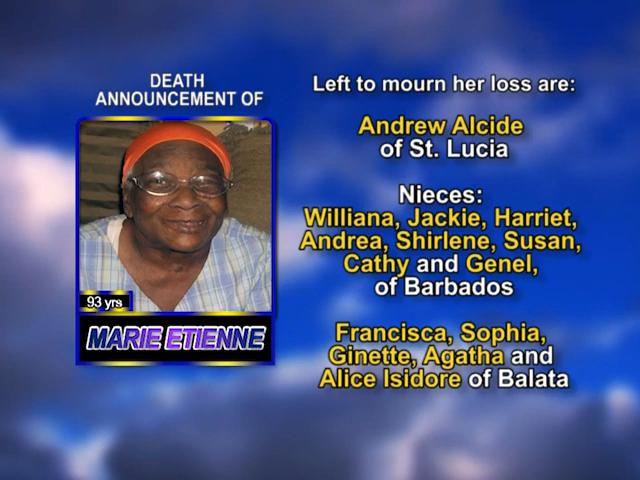 DEATH
ANNOUNCEMENT OF
93 yrs
MARIE ETIENNE
Left to mourn her loss are:
Andrew Alcide
of St. Lucia
Nieces:
Williana, Jackie, Harriet,
Andrea, Shirlene, Susan,
Cathy and Genel,
of Barbados
Francisca, Sophia,
Ginette, Agatha and
Alice Isidore of Balata